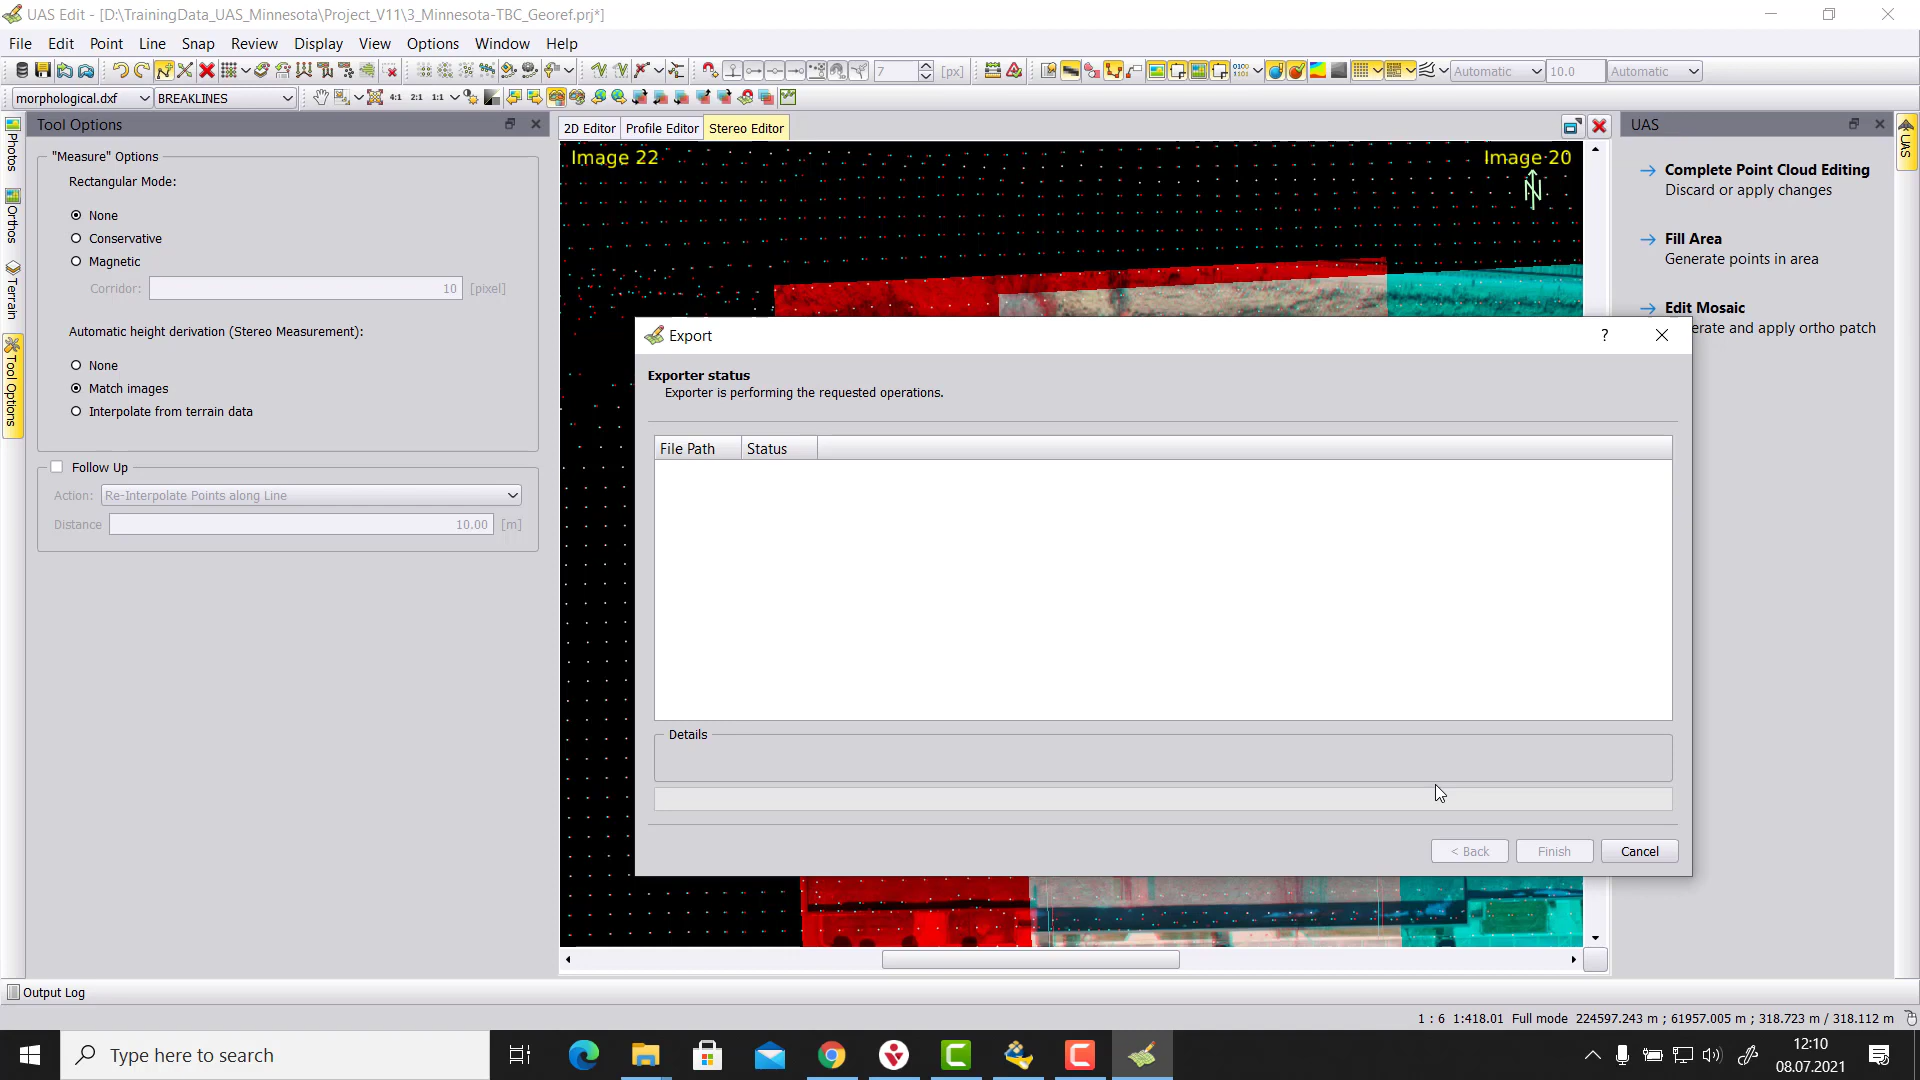 UAS Edit - [D:\TrainingData_UAS_Minnesota\Project_V11\3_Minnesota-TBC_Georef.prj*]
File Edit Point Line Snap Review Display View Options Window Help
7 [px] Automatic 10.0 Automatic
morphological.dxf BREAKLINES 4:1 2:1 1:1
Tool Options
2D Editor Profile Editor Stereo Editor
UAS
Photos
Orthos
Terrain
Tool Options
"Measure" Options
Rectangular Mode:
None
Conservative
Magnetic
Corridor: 10 [pixel]
Automatic height derivation (Stereo Measurement):
None
Match images
Interpolate from terrain data
Follow Up
Action: Re-Interpolate Points along Line
Distance 10.00 [m]
Image 22
Image 20
N
Export
?
Exporter status
Exporter is performing the requested operations.
File Path Status
Details
< Back Finish Cancel
Complete Point Cloud Editing
Discard or apply changes
Fill Area
Generate points in area
Edit Mosaic
erate and apply ortho patch
UAS
Output Log
1 : 6 1:418.01 Full mode 224597.243 m ; 61957.005 m ; 318.723 m / 318.112 m
Type here to search
12:10
08.07.2021